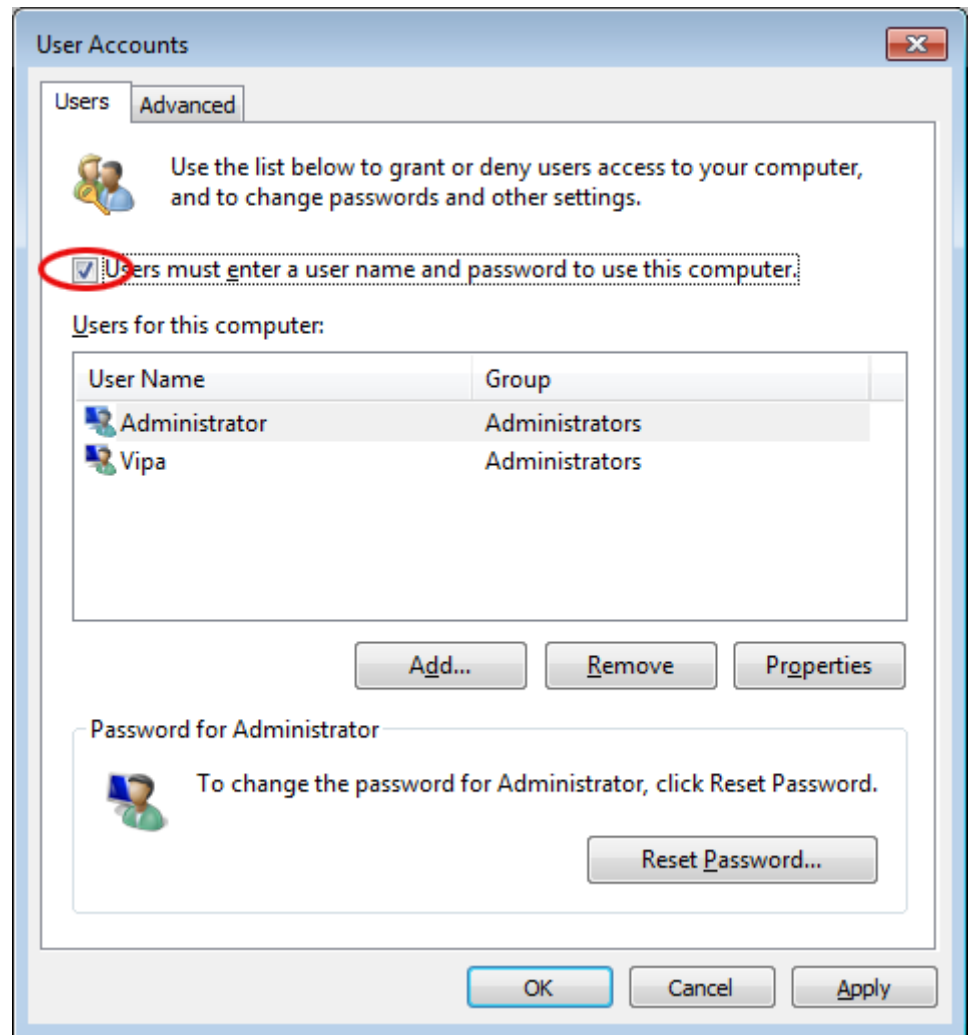 User Accounts
Users
Advanced
Use the list below to grant or deny users access to your computer,
and to change passwords and other settings.
Users must enter a user name and password to use this computer.
Users for this computer:
User Name Group
Administrator Administrators
Vipa Administrators
Add... Remove Properties
Password for Administrator
To change the password for Administrator, click Reset Password.
Reset Password...
OK Cancel Apply